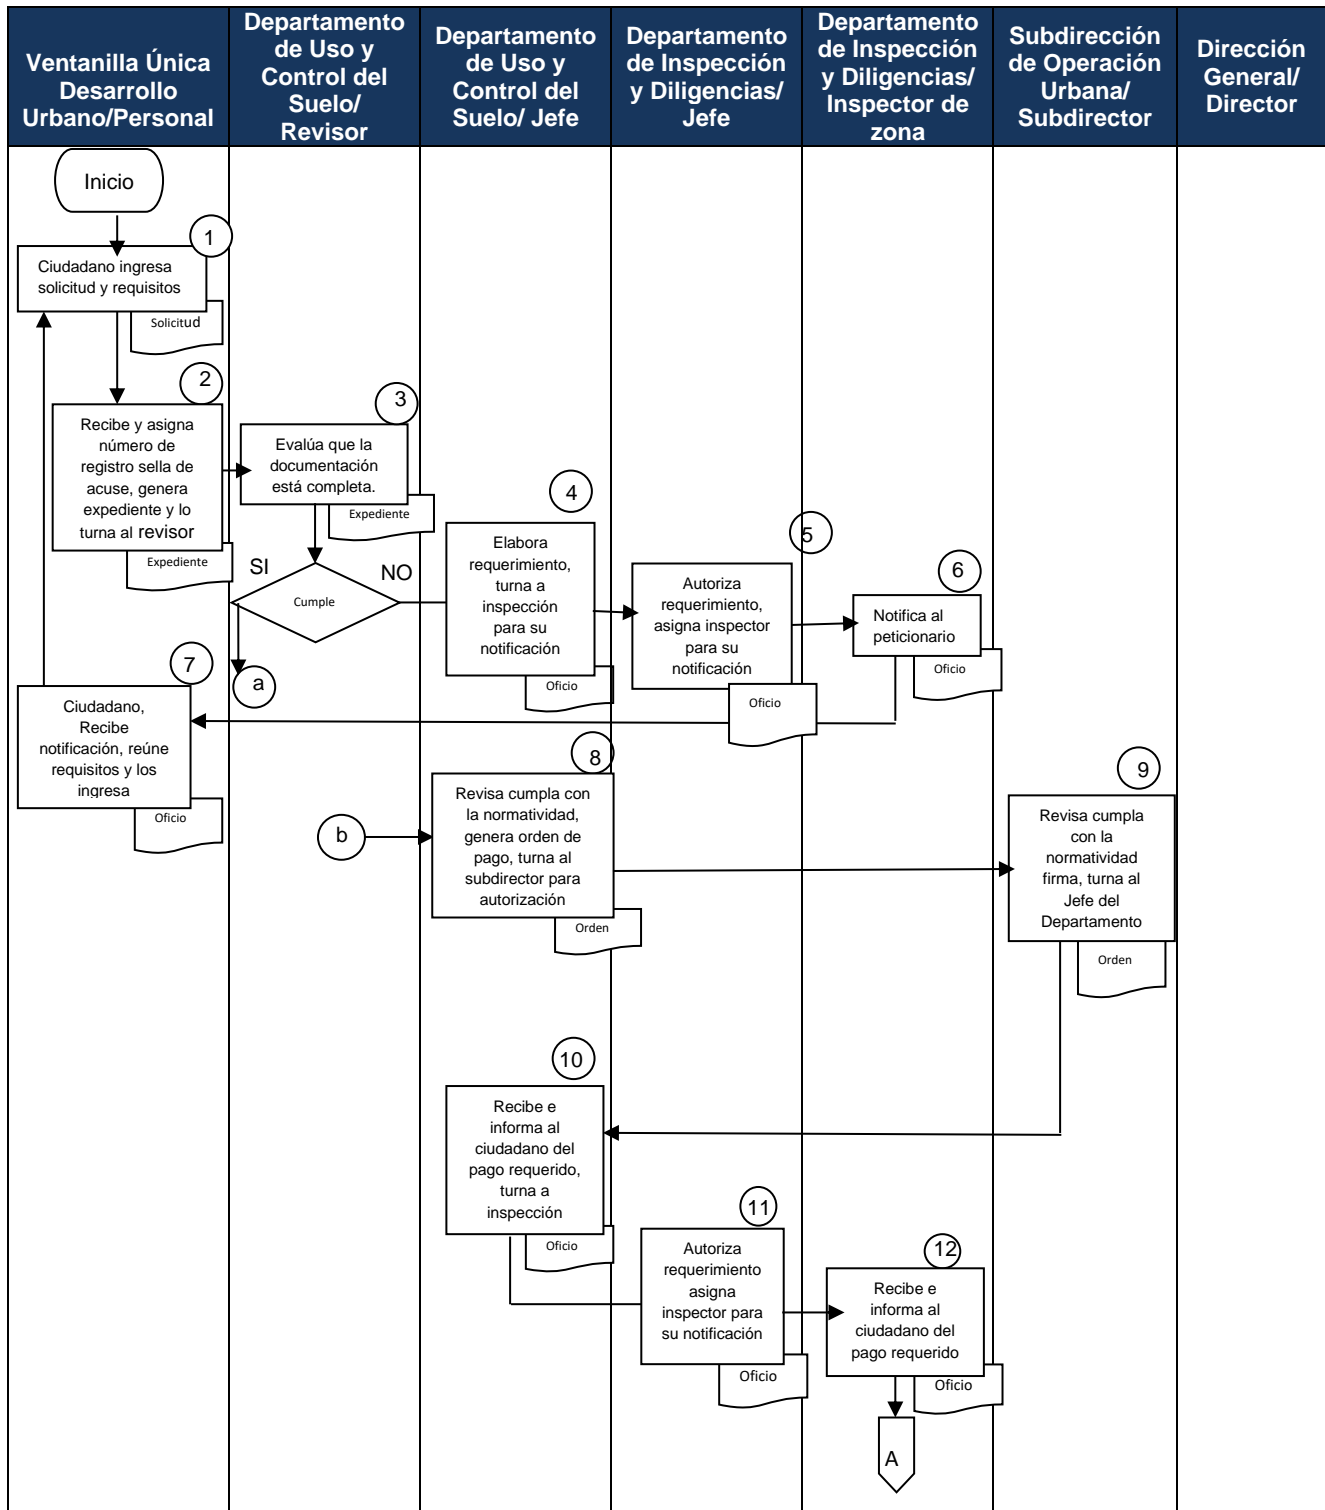 Ventanilla Única
Desarrollo
Urbano/Personal
Departamento
de Uso y
Control del
Suelo/
Revisor
Departamento
de Uso y
Control del
Suelo/ Jefe
Departamento
de Inspección
y Diligencias/
Jefe
Departamento
de Inspección
y Diligencias/
Inspector de
zona
Subdirección
de Operación
Urbana/
Subdirector
Dirección
General/
Director
Inicio
1
Ciudadano ingresa
solicitud y requisitos
Solicitud
2
Recibe y asigna
número de
registro sella de
acuse, genera
expediente y lo
turna al revisor
Expediente
3
Evalúa que la
documentación
está completa.
Expediente
SI
Cumple
NO
a
4
Elabora
requerimiento,
turna a
inspección
para su
notificación
Oficio
5
Autoriza
requerimiento,
asigna inspector
para su
notificación
Oficio
6
Notifica al
peticionario
Oficio
7
Ciudadano,
Recibe
notificación, reúne
requisitos y los
ingresa
Oficio
b
8
Revisa cumpla con
la normatividad,
genera orden de
pago, turna al
subdirector para
autorización
Orden
9
Revisa cumpla
con la
normatividad
firma, turna al
Jefe del
Departamento
Orden
10
Recibe e
informa al
ciudadano del
pago requerido,
turna a
inspección
Oficio
11
Autoriza
requerimiento
asigna
inspector para
su notificación
Oficio
12
Recibe e
informa al
ciudadano del
pago requerido
Oficio
A